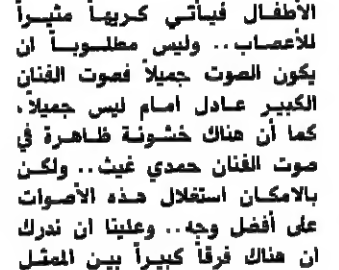 الأطفال فيأتي كريهاً مثيراً
للأعصاب .. وليس مطلوباً ان
يكون الصوت جميلاً فصوت الفنان
الكبير عادل امام ليس جميلاً ،
كما أن هناك خشونة ظاهرة في
صوت الفنان حمدي غيث .. ولكن
بالامكان استغلال هذه الأصوات
على أفضل وجه .. وعلينا ان ندرك
ان هناك فرقاً كبيراً بين الممثل